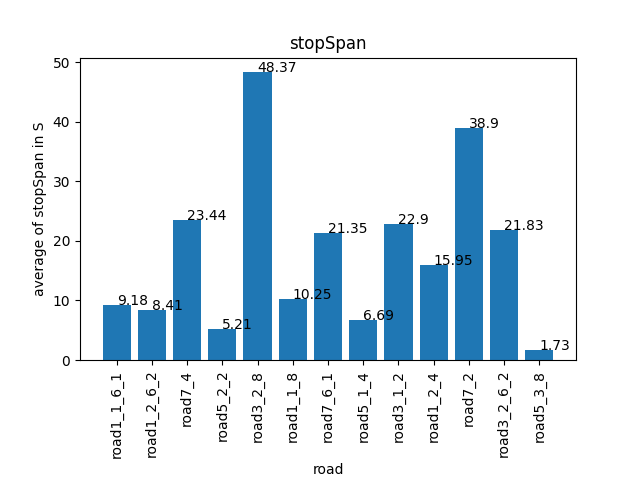 stopSpan
50
40
30
20
10
0
average of stopSpan in S
9.18
8.41
23.44
5.21
48.37
10.25
21.35
6.69
22.9
15.95
38.9
21.83
1.73
road1_1_6_1
road1_2_6_2
road7_4
road5_2_2
road3_2_8
road1_1_8
road7_6_1
road5_1_4
road3_1_2
road1_2_4
road7_2
road3_2_6_2
road5_3_8
road